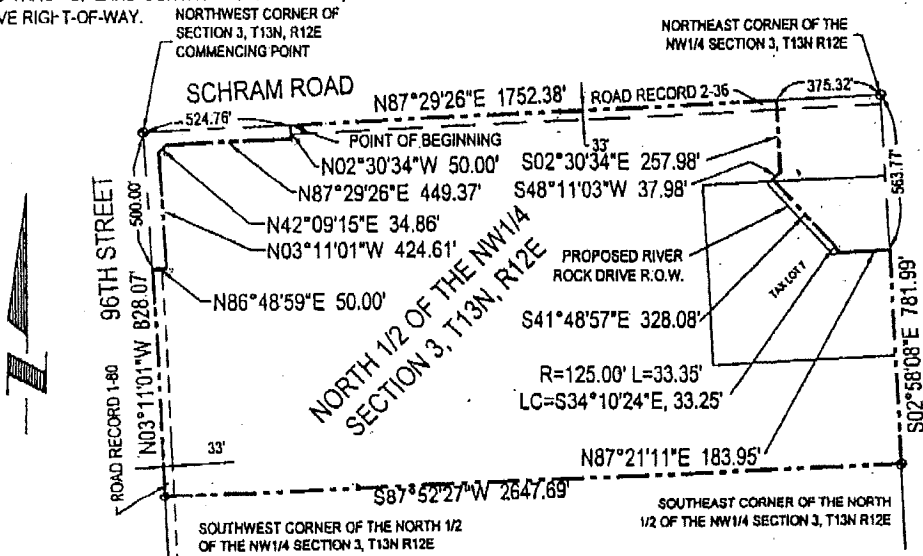 VE RIGHT-OF-WAY.
NORTHWEST CORNER OF
SECTION 3, T13N, R12E
COMMENCING POINT
NORTHEAST CORNER OF THE
NW1/4 SECTION 3, T13N R12E
SCHRAM ROAD
N87°29'26"E 1752.38'
ROAD RECORD 2-36
375.32'
524.76'
POINT OF BEGINNING
33'
N02°30'34"W 50.00'
S02°30'34"E 257.98'
N87°29'26"E 449.37'
S48°11'03"W 37.98'
563.77'
500.00'
96TH STREET
N42°09'15"E 34.86'
N03°11'01"W 424.61'
PROPOSED RIVER
ROCK DRIVE R.O.W.
TAX LOT 7
N86°48'59"E 50.00'
NORTH 1/2 OF THE NW1/4
SECTION 3, T13N, R12E
S41°48'57"E 328.08'
R=125.00' L=33.35'
LC=S34°10'24"E, 33.25'
S02°58'08"E 781.99'
N03°11'01"W 828.07'
ROAD RECORD 1-80
33'
N87°21'11"E 183.95'
S87°52'27"W 2647.69'
SOUTHWEST CORNER OF THE NORTH 1/2
OF THE NW1/4 SECTION 3, T13N R12E
SOUTHEAST CORNER OF THE NORTH
1/2 OF THE NW1/4 SECTION 3, T13N R12E